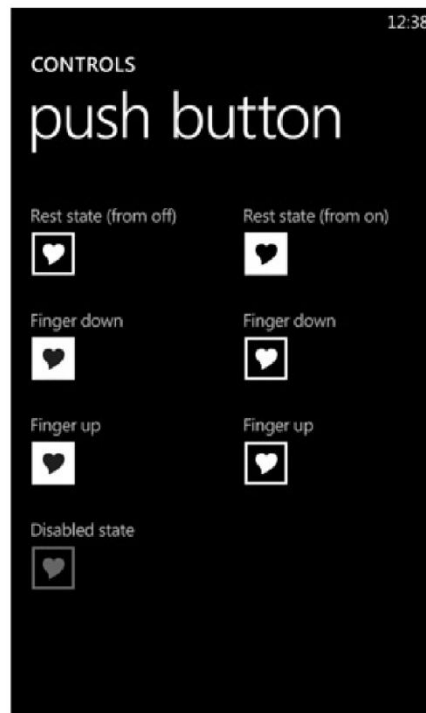 12:38
CONTROLS
push button
Rest state (from off)
Rest state (from on)
Finger down
Finger down
Finger up
Finger up
Disabled state